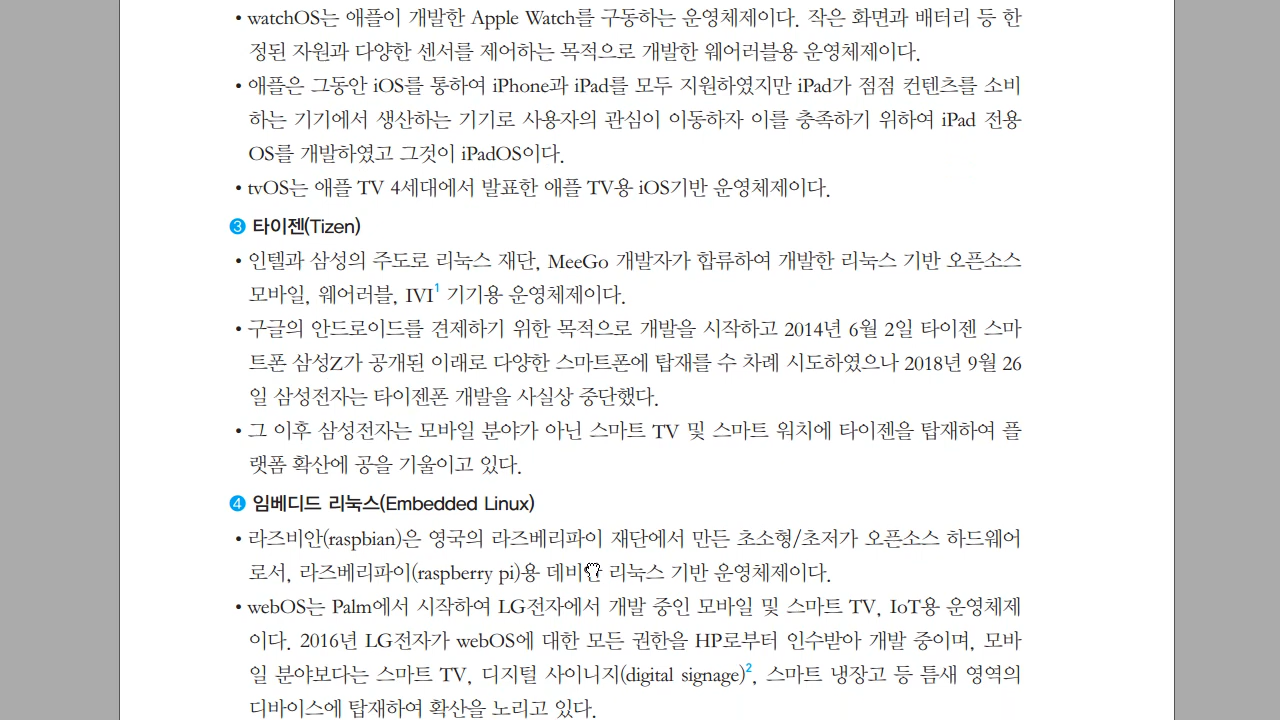 • watchOS는 애플이 개발한 Apple Watch를 구동하는 운영체제이다. 작은 화면과 배터리 등 한
정된 자원과 다양한 센서를 제어하는 목적으로 개발한 웨어러블용 운영체제이다.
• 애플은 그동안 iOS를 통하여 iPhone과 iPad를 모두 지원하였지만 iPad가 점점 컨텐츠를 소비
하는 기기에서 생산하는 기기로 사용자의 관심이 이동하자 이를 충족하기 위하여 iPad 전용
OS를 개발하였고 그것이 iPadOS이다.
• tvOS는 애플 TV 4세대에서 발표한 애플 TV용 iOS기반 운영체제이다.
❸ 타이젠(Tizen)
• 인텔과 삼성의 주도로 리눅스 재단, MeeGo 개발자가 합류하여 개발한 리눅스 기반 오픈소스
모바일, 웨어러블, IVI¹ 기기용 운영체제이다.
• 구글의 안드로이드를 견제하기 위한 목적으로 개발을 시작하고 2014년 6월 2일 타이젠 스마
트폰 삼성Z가 공개된 이래로 다양한 스마트폰에 탑재를 수 차례 시도하였으나 2018년 9월 26
일 삼성전자는 타이젠폰 개발을 사실상 중단했다.
• 그 이후 삼성전자는 모바일 분야가 아닌 스마트 TV 및 스마트 워치에 타이젠을 탑재하여 플
랫폼 확산에 공을 기울이고 있다.
❹ 임베디드 리눅스(Embedded Linux)
• 라즈비안(raspbian)은 영국의 라즈베리파이 재단에서 만든 초소형/초저가 오픈소스 하드웨어
로서, 라즈베리파이(raspberry pi)용 데비안 리눅스 기반 운영체제이다.
• webOS는 Palm에서 시작하여 LG전자에서 개발 중인 모바일 및 스마트 TV, IoT용 운영체제
이다. 2016년 LG전자가 webOS에 대한 모든 권한을 HP로부터 인수받아 개발 중이며, 모바
일 분야보다는 스마트 TV, 디지털 사이니지(digital signage)², 스마트 냉장고 등 틈새 영역의
디바이스에 탑재하여 확산을 노리고 있다.